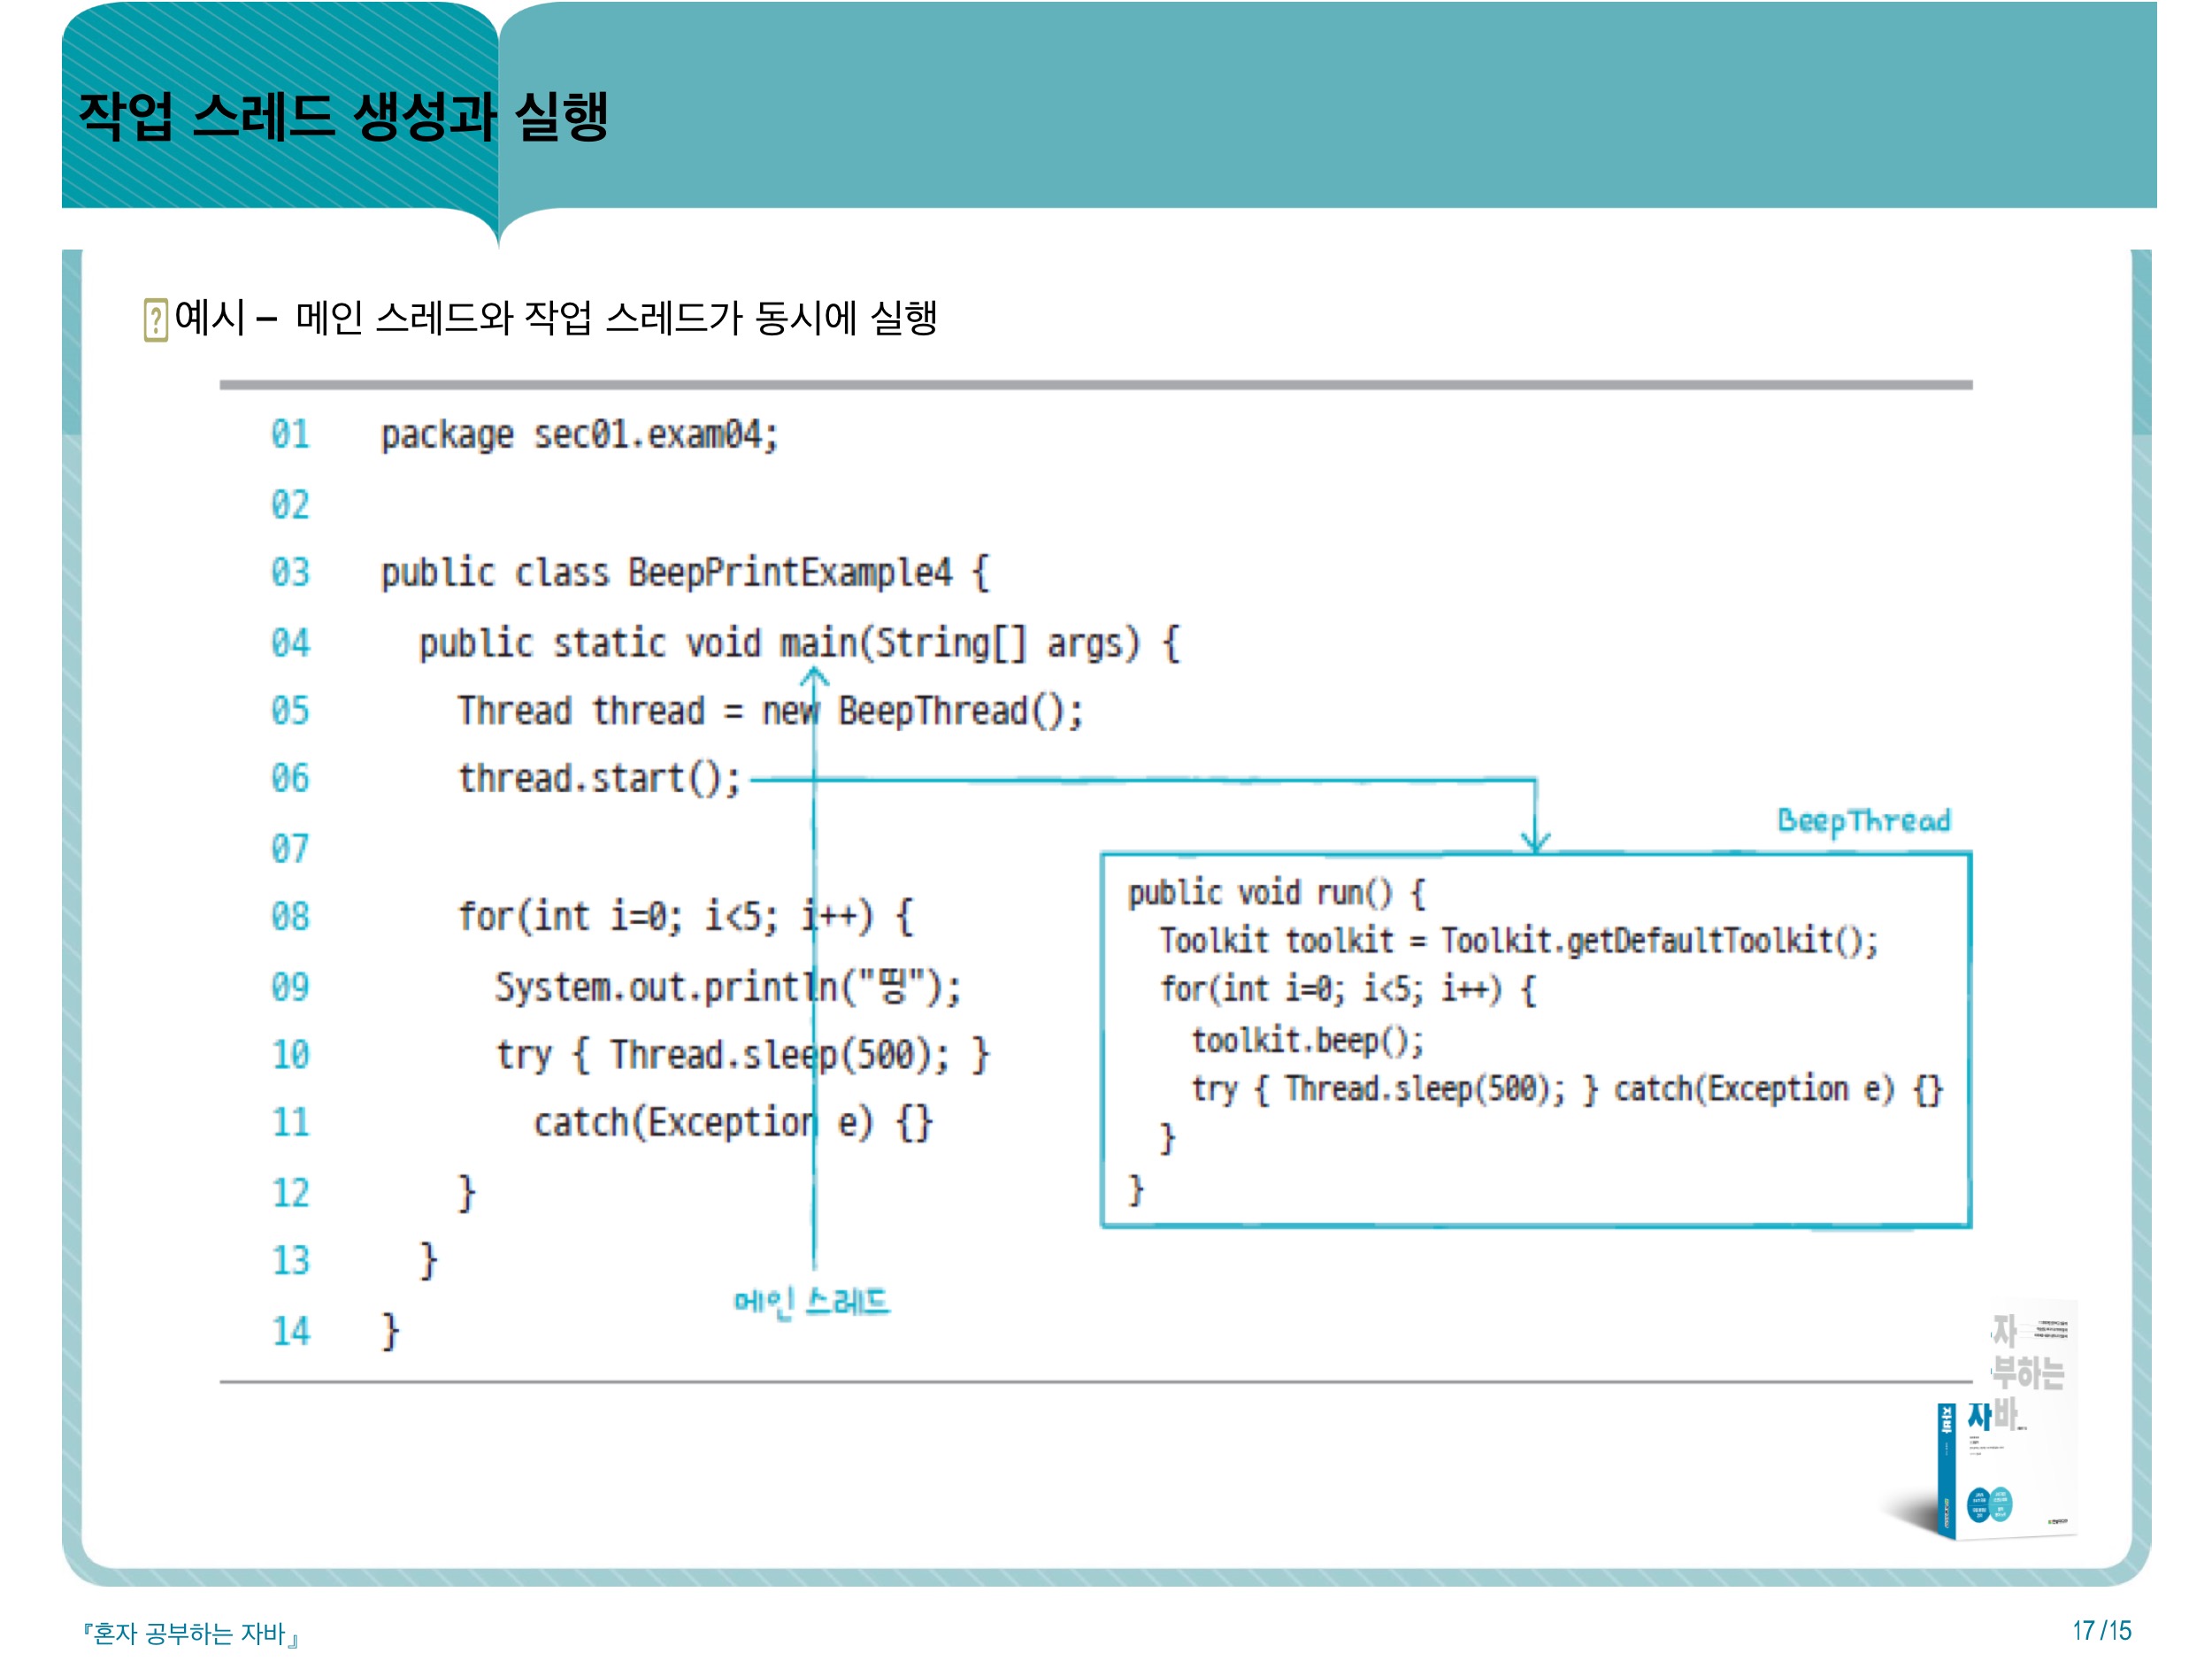 작업 스레드 생성과 실행
예시 – 메인 스레드와 작업 스레드가 동시에 실행
01 package sec01.exam04;
02
03 public class BeepPrintExample4 {
04 public static void main(String[] args) {
05 Thread thread = new BeepThread();
06 thread.start();
07
08 for(int i=0; i<5; i++) {
09 System.out.println("띵");
10 try { Thread.sleep(500); }
11 catch(Exception e) {}
12 }
13 }
14 }
메인 스레드
BeepThread
public void run() {
Toolkit toolkit = Toolkit.getDefaultToolkit();
for(int i=0; i<5; i++) {
toolkit.beep();
try { Thread.sleep(500); } catch(Exception e) {}
}
}
자
부하는
자바
자바
『혼자 공부하는 자바』
17 /15